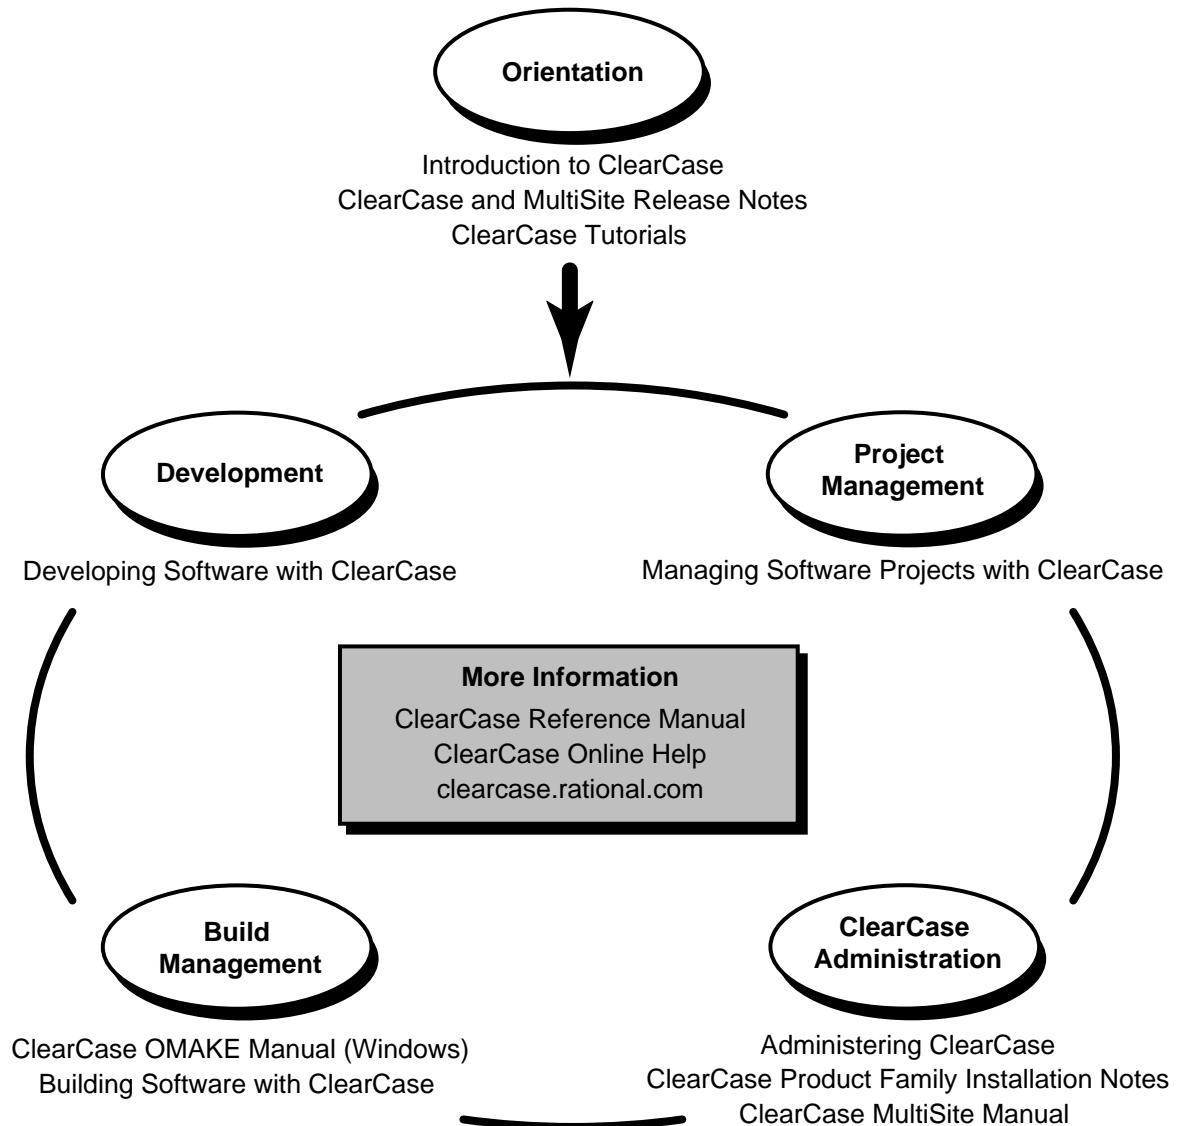 Orientation
Introduction to ClearCase
ClearCase and MultiSite Release Notes
ClearCase Tutorials
Development
Developing Software with ClearCase
Project
Management
Managing Software Projects with ClearCase
More Information
ClearCase Reference Manual
ClearCase Online Help
clearcase.rational.com
Build
Management
ClearCase OMAKE Manual (Windows)
Building Software with ClearCase
ClearCase
Administration
Administering ClearCase
ClearCase Product Family Installation Notes
ClearCase MultiSite Manual